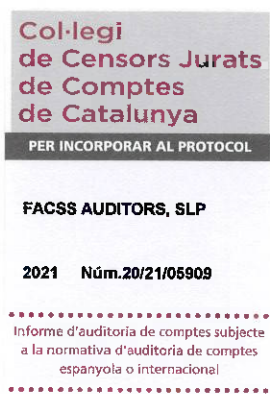 Col·legi
de Censors Jurats
de Comptes
de Catalunya
PER INCORPORAR AL PROTOCOL
FACSS AUDITORS, SLP
2021 Núm.20/21/05909
Informe d'auditoria de comptes subjecte
a la normativa d'auditoria de comptes
espanyola o internacional